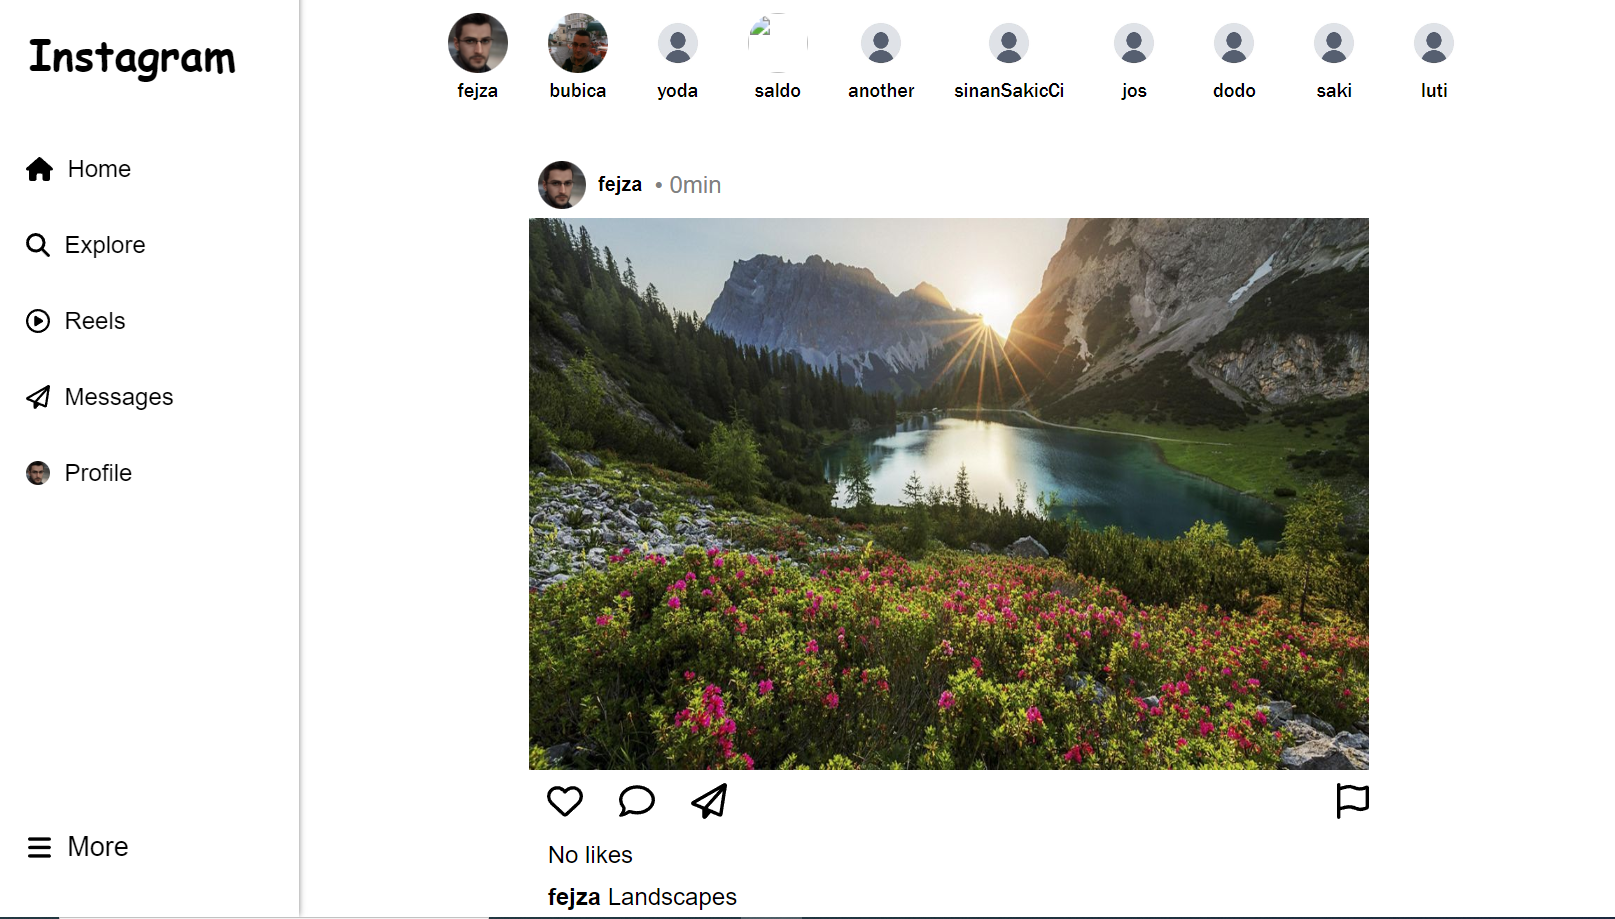 Instagram
Home
Explore
Reels
Messages
Profile
More
fejza
bubica
yoda
saldo
another
sinanSakicCi
jos
dodo
saki
luti
fejza • 0min
No likes
fejza Landscapes